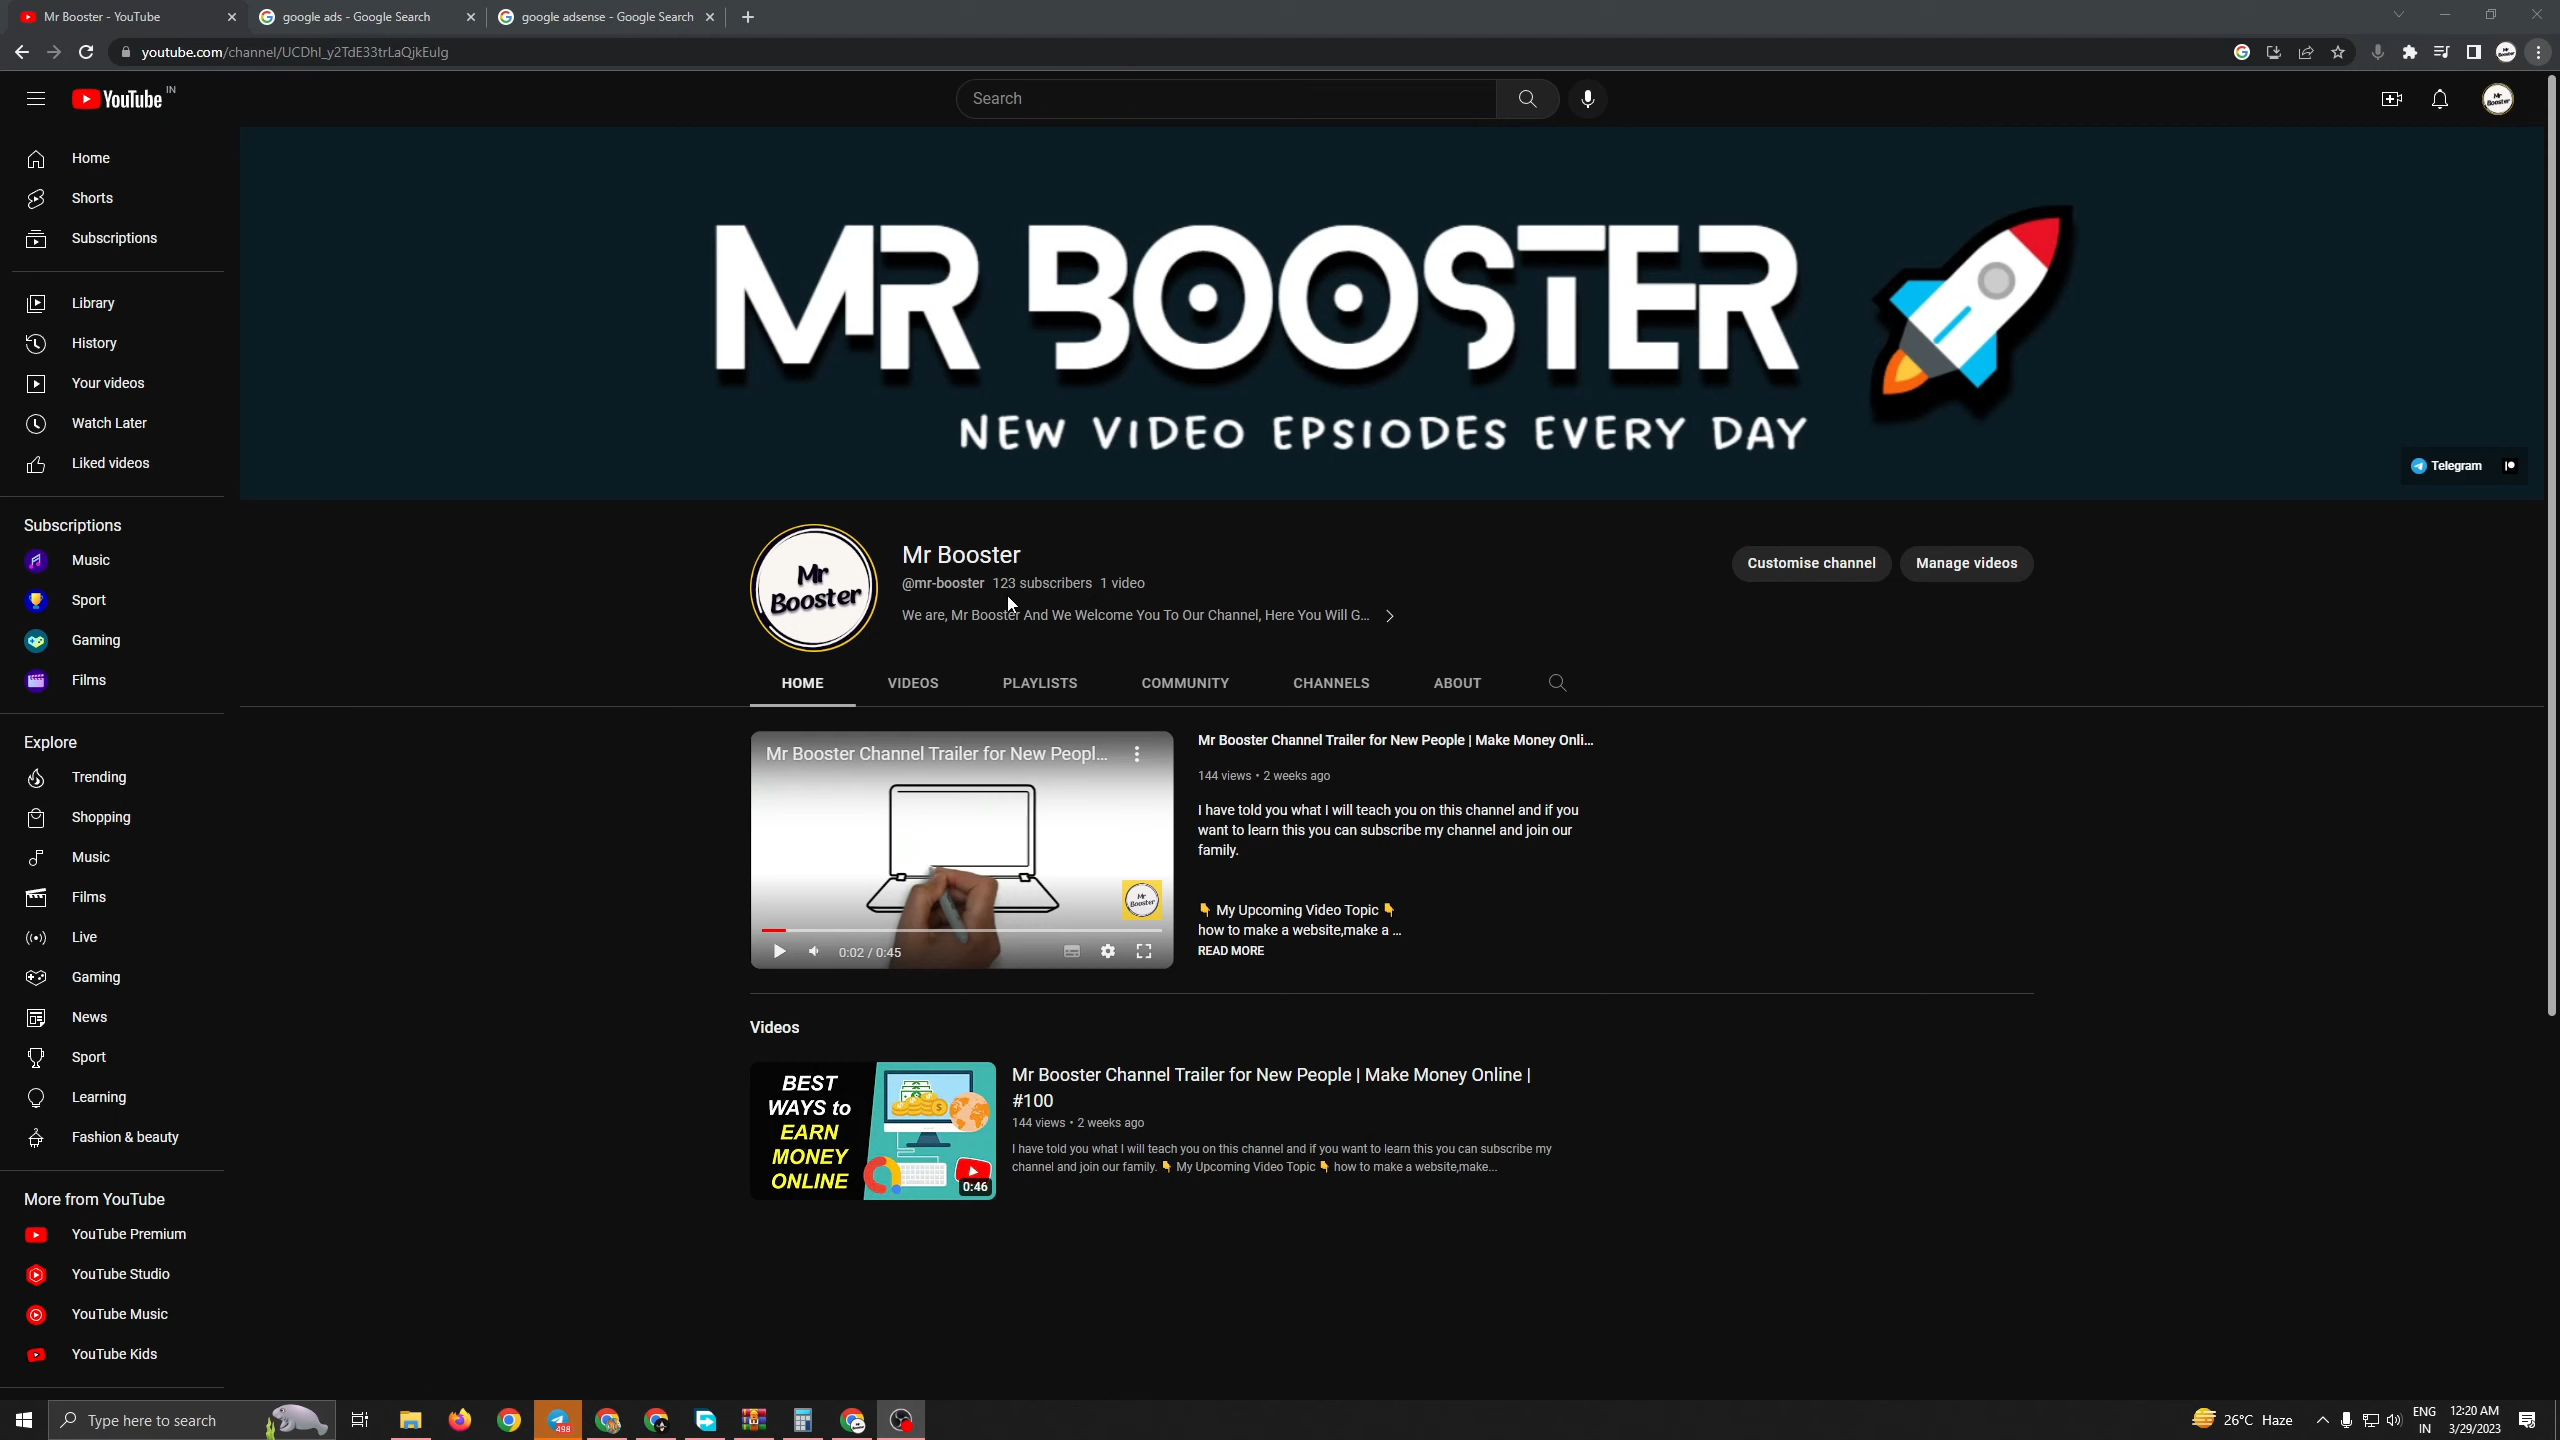 Mr Booster - YouTube
google ads - Google Search
google adsense - Google Search
youtube.com/channel/UCDhI_y2TdE33trLaQjkEuIg
YouTube IN
Search
Home
Shorts
Subscriptions
Library
History
Your videos
Watch Later
Liked videos
Subscriptions
Music
Sport
Gaming
Films
Explore
Trending
Shopping
Music
Films
Live
Gaming
News
Sport
Learning
Fashion & beauty
More from YouTube
YouTube Premium
YouTube Studio
YouTube Music
YouTube Kids
MR BOOSTER
NEW VIDEO EPSIODES EVERY DAY
Telegram
Mr
Booster
Mr Booster
@mr-booster 123 subscribers 1 video
We are, Mr Booster And We Welcome You To Our Channel, Here You Will G...
Customise channel
Manage videos
HOME VIDEOS PLAYLISTS COMMUNITY CHANNELS ABOUT
Mr Booster Channel Trailer for New Peopl...
Mr
Booster
0:02 / 0:45
Mr Booster Channel Trailer for New People | Make Money Onli...
144 views • 2 weeks ago
I have told you what I will teach you on this channel and if you
want to learn this you can subscribe my channel and join our
family.
👇 My Upcoming Video Topic 👇
how to make a website,make a ...
READ MORE
Videos
BEST
WAYS to
EARN
MONEY
ONLINE
0:46
Mr Booster Channel Trailer for New People | Make Money Online |
#100
144 views • 2 weeks ago
I have told you what I will teach you on this channel and if you want to learn this you can subscribe my
channel and join our family. 👇 My Upcoming Video Topic 👇 how to make a website,make...
Type here to search
498
26°C Haze
ENG
IN
12:20 AM
3/29/2023